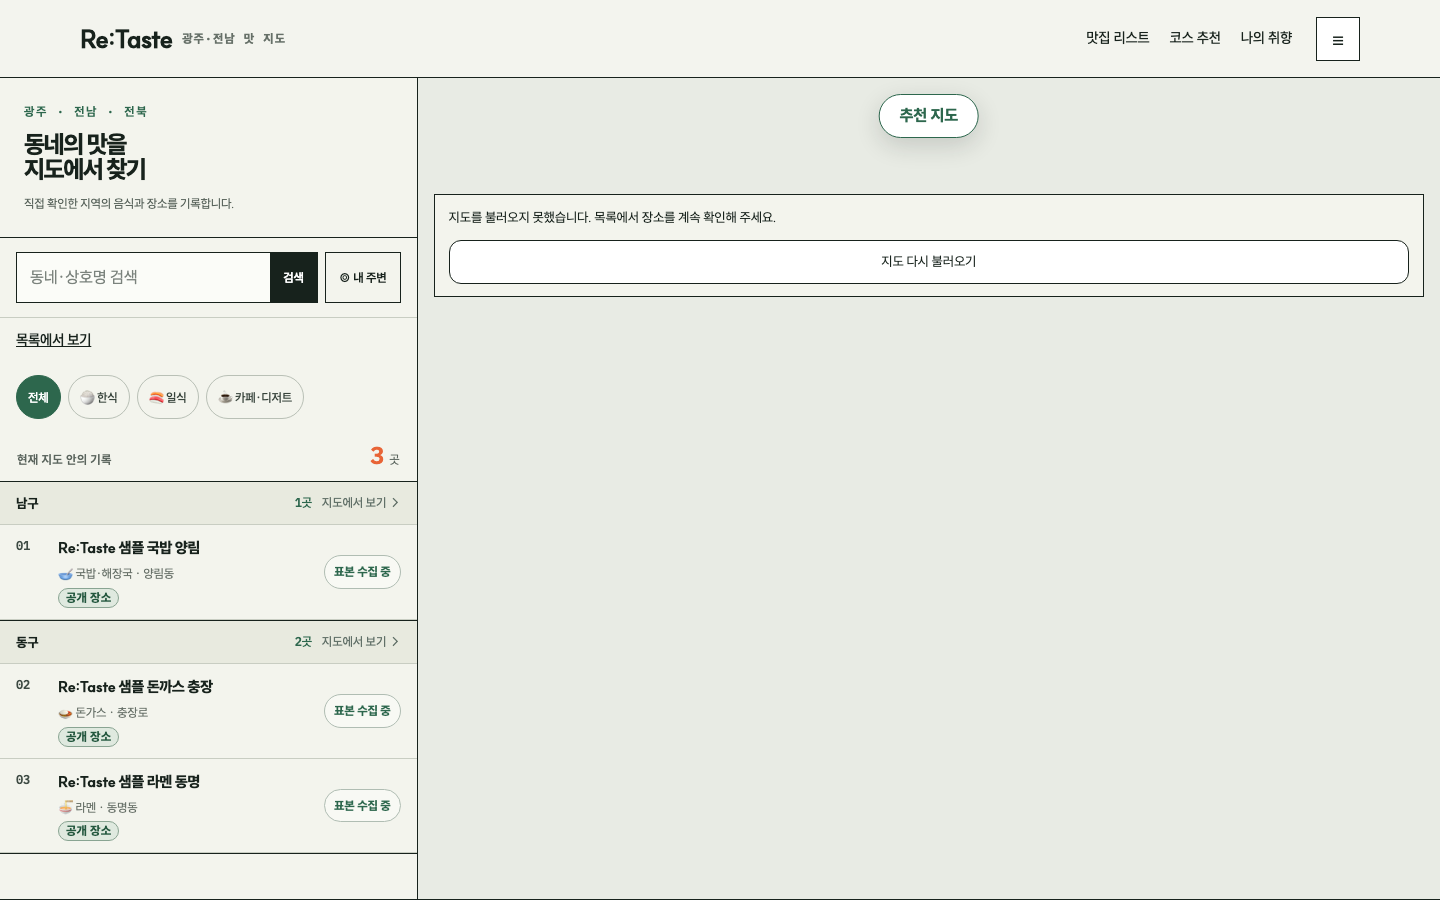 Re:Taste 광주·전남 맛 지도
맛집 리스트 코스 추천 나의 취향
광주 · 전남 · 전북
동네의 맛을
지도에서 찾기
직접 확인한 지역의 음식과 장소를 기록합니다.
동네·상호명 검색 검색 ◎ 내 주변
목록에서 보기
전체 한식 일식 카페·디저트
현재 지도 안의 기록 3 곳
남구 1곳 지도에서 보기 >
01 Re:Taste 샘플 국밥 양림
국밥·해장국 · 양림동
표본 수집 중
공개 장소
동구 2곳 지도에서 보기 >
02 Re:Taste 샘플 돈까스 충장
돈가스 · 충장로
표본 수집 중
공개 장소
03 Re:Taste 샘플 라멘 동명
라멘 · 동명동
표본 수집 중
공개 장소
추천 지도
지도를 불러오지 못했습니다. 목록에서 장소를 계속 확인해 주세요.
지도 다시 불러오기